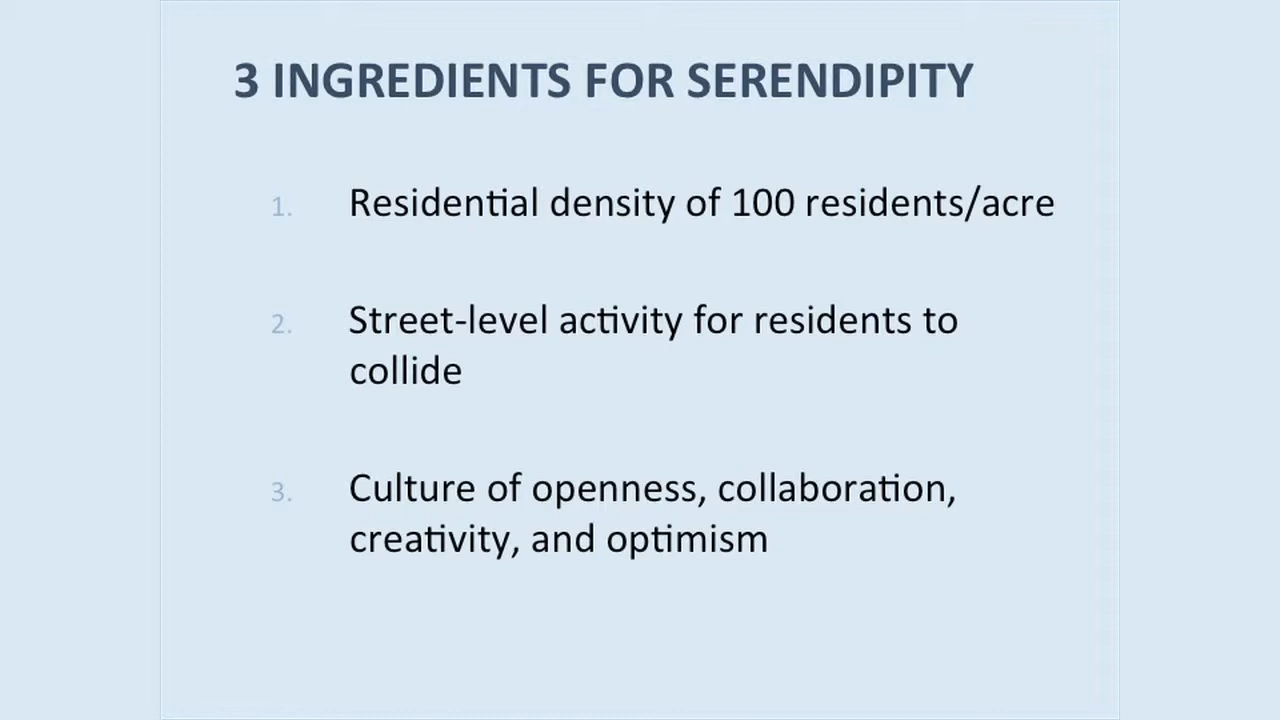 3 INGREDIENTS FOR SERENDIPITY
1. Residential density of 100 residents/acre
2. Street-level activity for residents to
collide
3. Culture of openness, collaboration,
creativity, and optimism